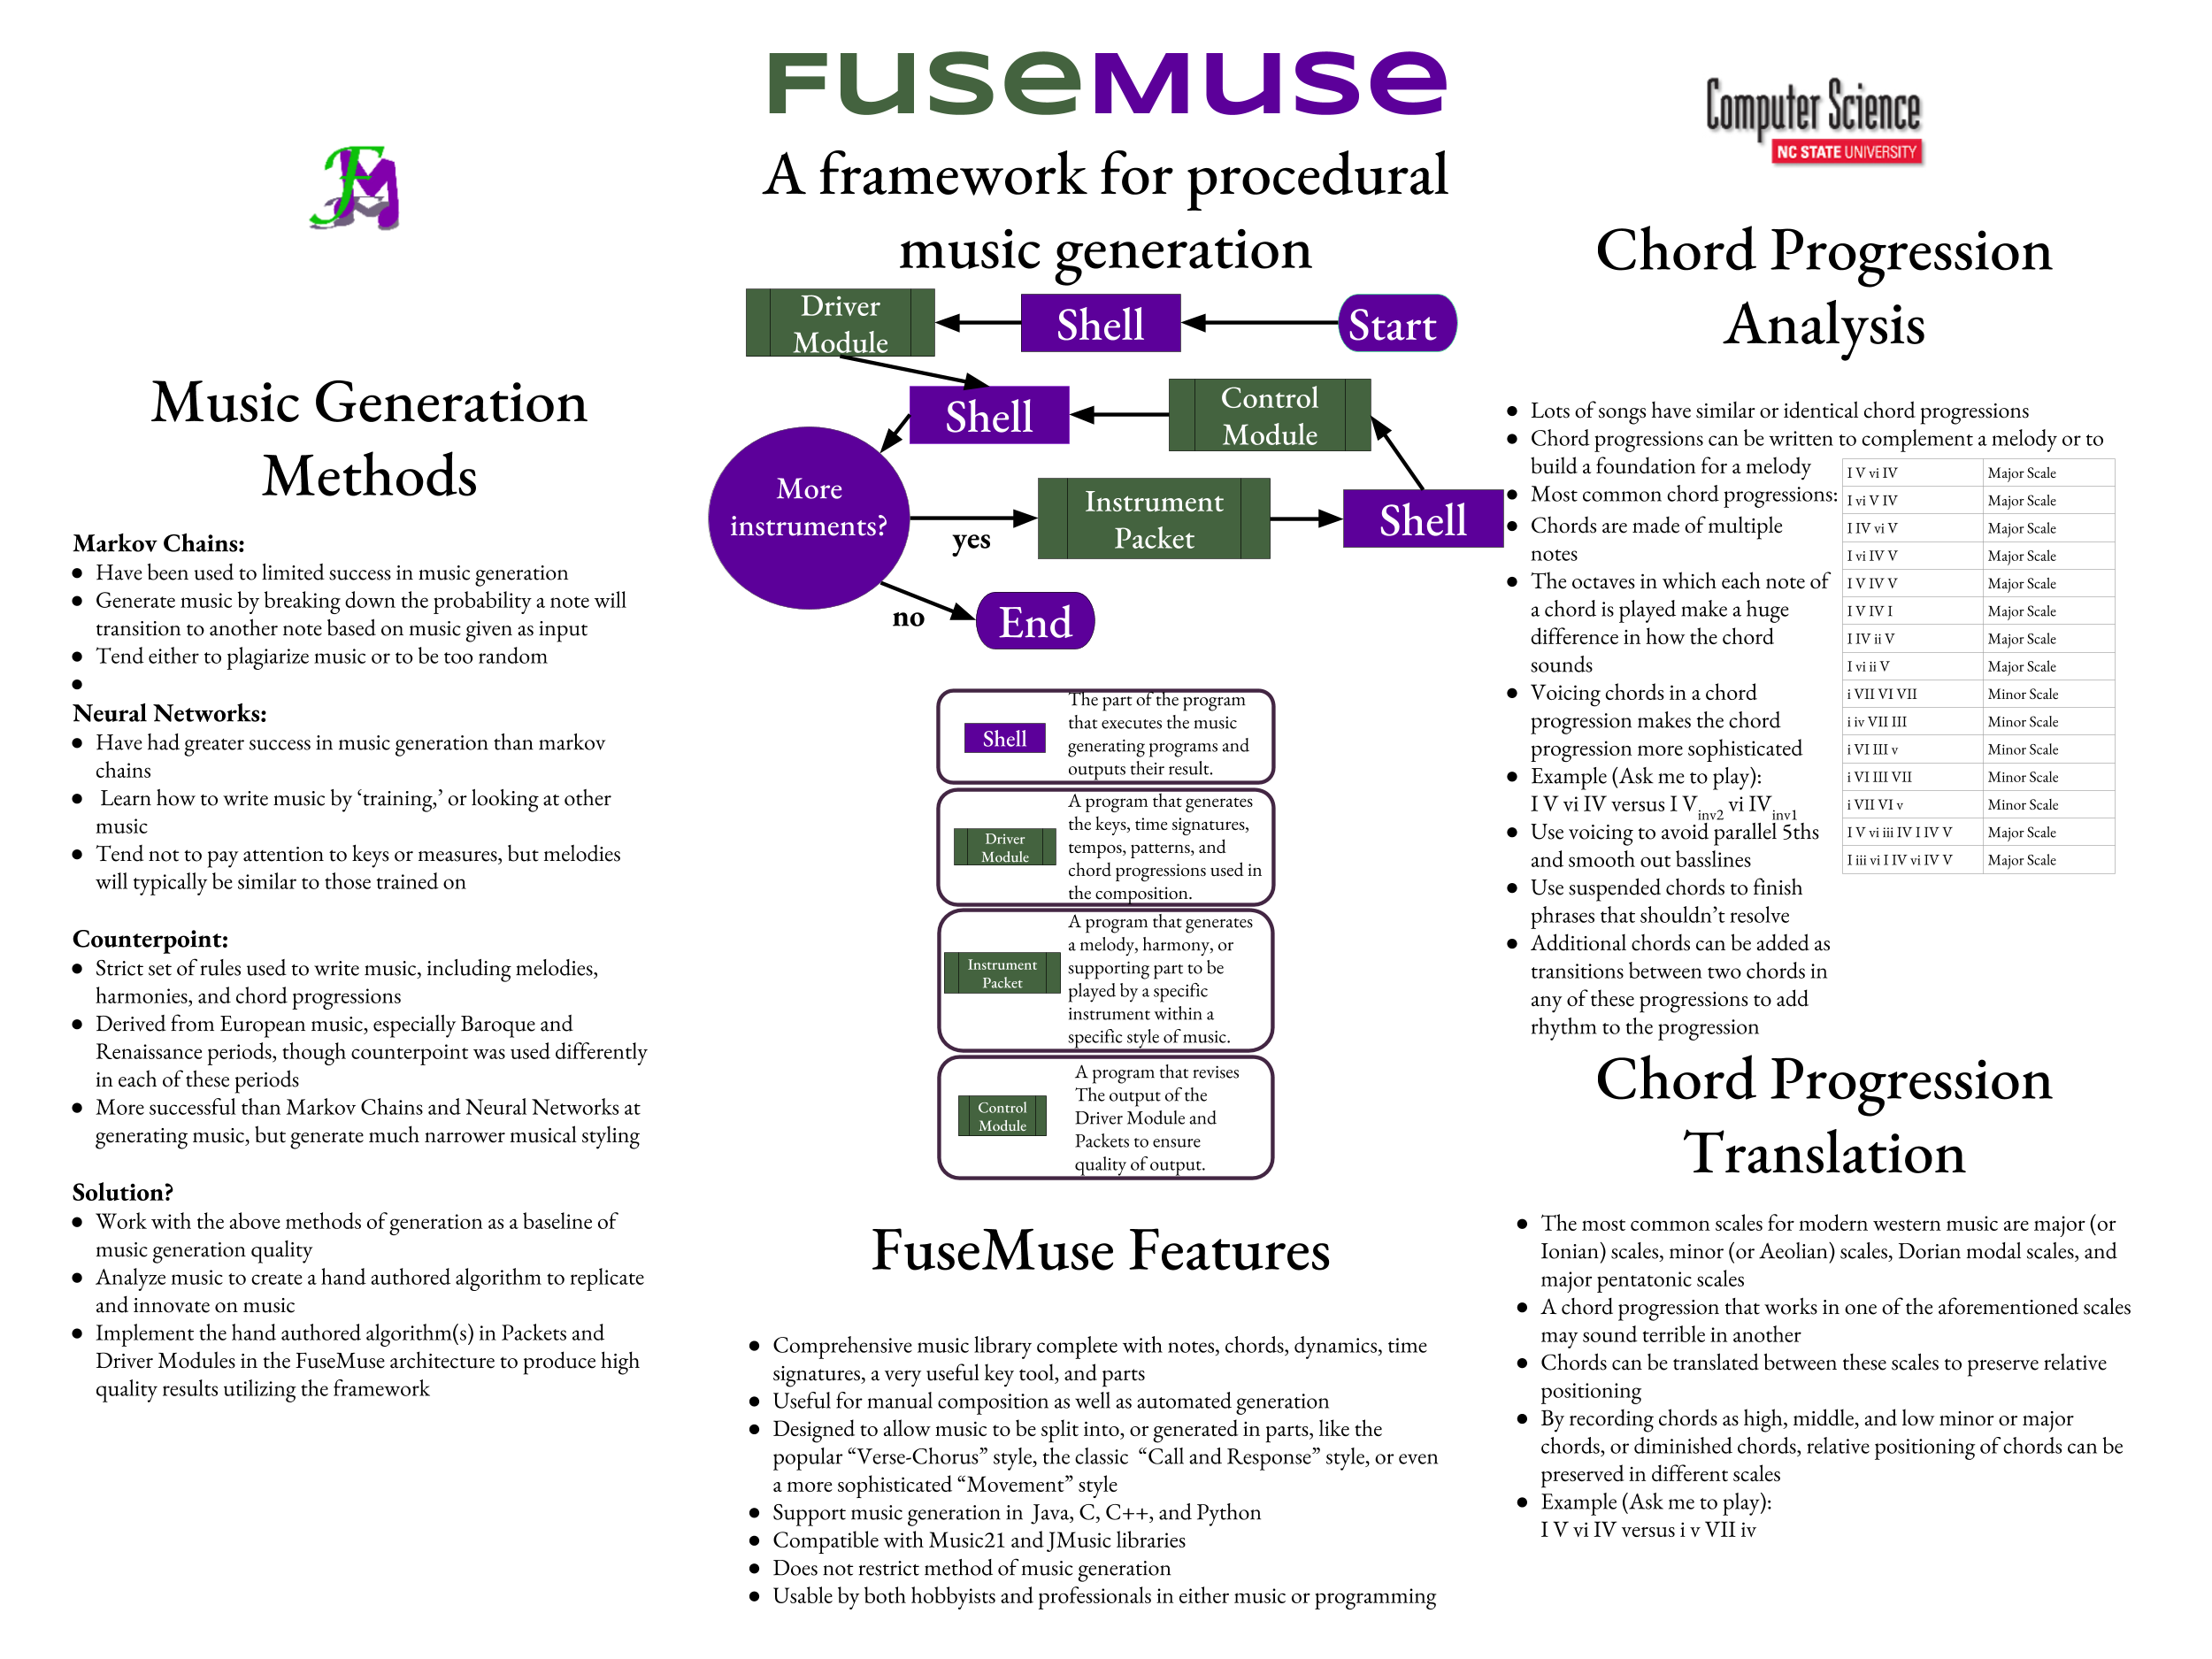 FUSEMUSE
A framework for procedural
music generation
FM
Computer Science
NC STATE UNIVERSITY
Music Generation
Methods
Markov Chains:
● Have been used to limited success in music generation
● Generate music by breaking down the probability a note will
transition to another note based on music given as input
● Tend either to plagiarize music or to be too random
●
Neural Networks:
● Have had greater success in music generation than markov
chains
● Learn how to write music by ‘training,’ or looking at other
music
● Tend not to pay attention to keys or measures, but melodies
will typically be similar to those trained on
Counterpoint:
● Strict set of rules used to write music, including melodies,
harmonies, and chord progressions
● Derived from European music, especially Baroque and
Renaissance periods, though counterpoint was used differently
in each of these periods
● More successful than Markov Chains and Neural Networks at
generating music, but generate much narrower musical styling
Solution?
● Work with the above methods of generation as a baseline of
music generation quality
● Analyze music to create a hand authored algorithm to replicate
and innovate on music
● Implement the hand authored algorithm(s) in Packets and
Driver Modules in the FuseMuse architecture to produce high
quality results utilizing the framework
Start
Shell
Driver
Module
Shell
Control
Module
More
instruments?
yes
Instrument
Packet
Shell
no
End
Shell
The part of the program
that executes the music
generating programs and
outputs their result.
Driver
Module
A program that generates
the keys, time signatures,
tempos, patterns, and
chord progressions used in
the composition.
Instrument
Packet
A program that generates
a melody, harmony, or
supporting part to be
played by a specific
instrument within a
specific style of music.
Control
Module
A program that revises
The output of the
Driver Module and
Packets to ensure
quality of output.
FuseMuse Features
● Comprehensive music library complete with notes, chords, dynamics, time
signatures, a very useful key tool, and parts
● Useful for manual composition as well as automated generation
● Designed to allow music to be split into, or generated in parts, like the
popular “Verse-Chorus” style, the classic “Call and Response” style, or even
a more sophisticated “Movement” style
● Support music generation in Java, C, C++, and Python
● Compatible with Music21 and JMusic libraries
● Does not restrict method of music generation
● Usable by both hobbyists and professionals in either music or programming
Chord Progression
Analysis
● Lots of songs have similar or identical chord progressions
● Chord progressions can be written to complement a melody or to
build a foundation for a melody
● Most common chord progressions:
● Chords are made of multiple
notes
● The octaves in which each note of
a chord is played make a huge
difference in how the chord
sounds
● Voicing chords in a chord
progression makes the chord
progression more sophisticated
● Example (Ask me to play):
I V vi IV versus I Vinv2 vi IVinv1
● Use voicing to avoid parallel 5ths
and smooth out basslines
● Use suspended chords to finish
phrases that shouldn’t resolve
● Additional chords can be added as
transitions between two chords in
any of these progressions to add
rhythm to the progression
I V vi IV Major Scale
I vi V IV Major Scale
I IV vi V Major Scale
I vi IV V Major Scale
I V IV V Major Scale
I V IV I Major Scale
I IV ii V Major Scale
I vi ii V Major Scale
i VII VI VII Minor Scale
i iv VII III Minor Scale
i VI III v Minor Scale
i VI III VII Minor Scale
i VII VI v Minor Scale
I V vi iii IV I IV V Major Scale
I iii vi I IV vi IV V Major Scale
Chord Progression
Translation
● The most common scales for modern western music are major (or
Ionian) scales, minor (or Aeolian) scales, Dorian modal scales, and
major pentatonic scales
● A chord progression that works in one of the aforementioned scales
may sound terrible in another
● Chords can be translated between these scales to preserve relative
positioning
● By recording chords as high, middle, and low minor or major
chords, or diminished chords, relative positioning of chords can be
preserved in different scales
● Example (Ask me to play):
I V vi IV versus i v VII iv